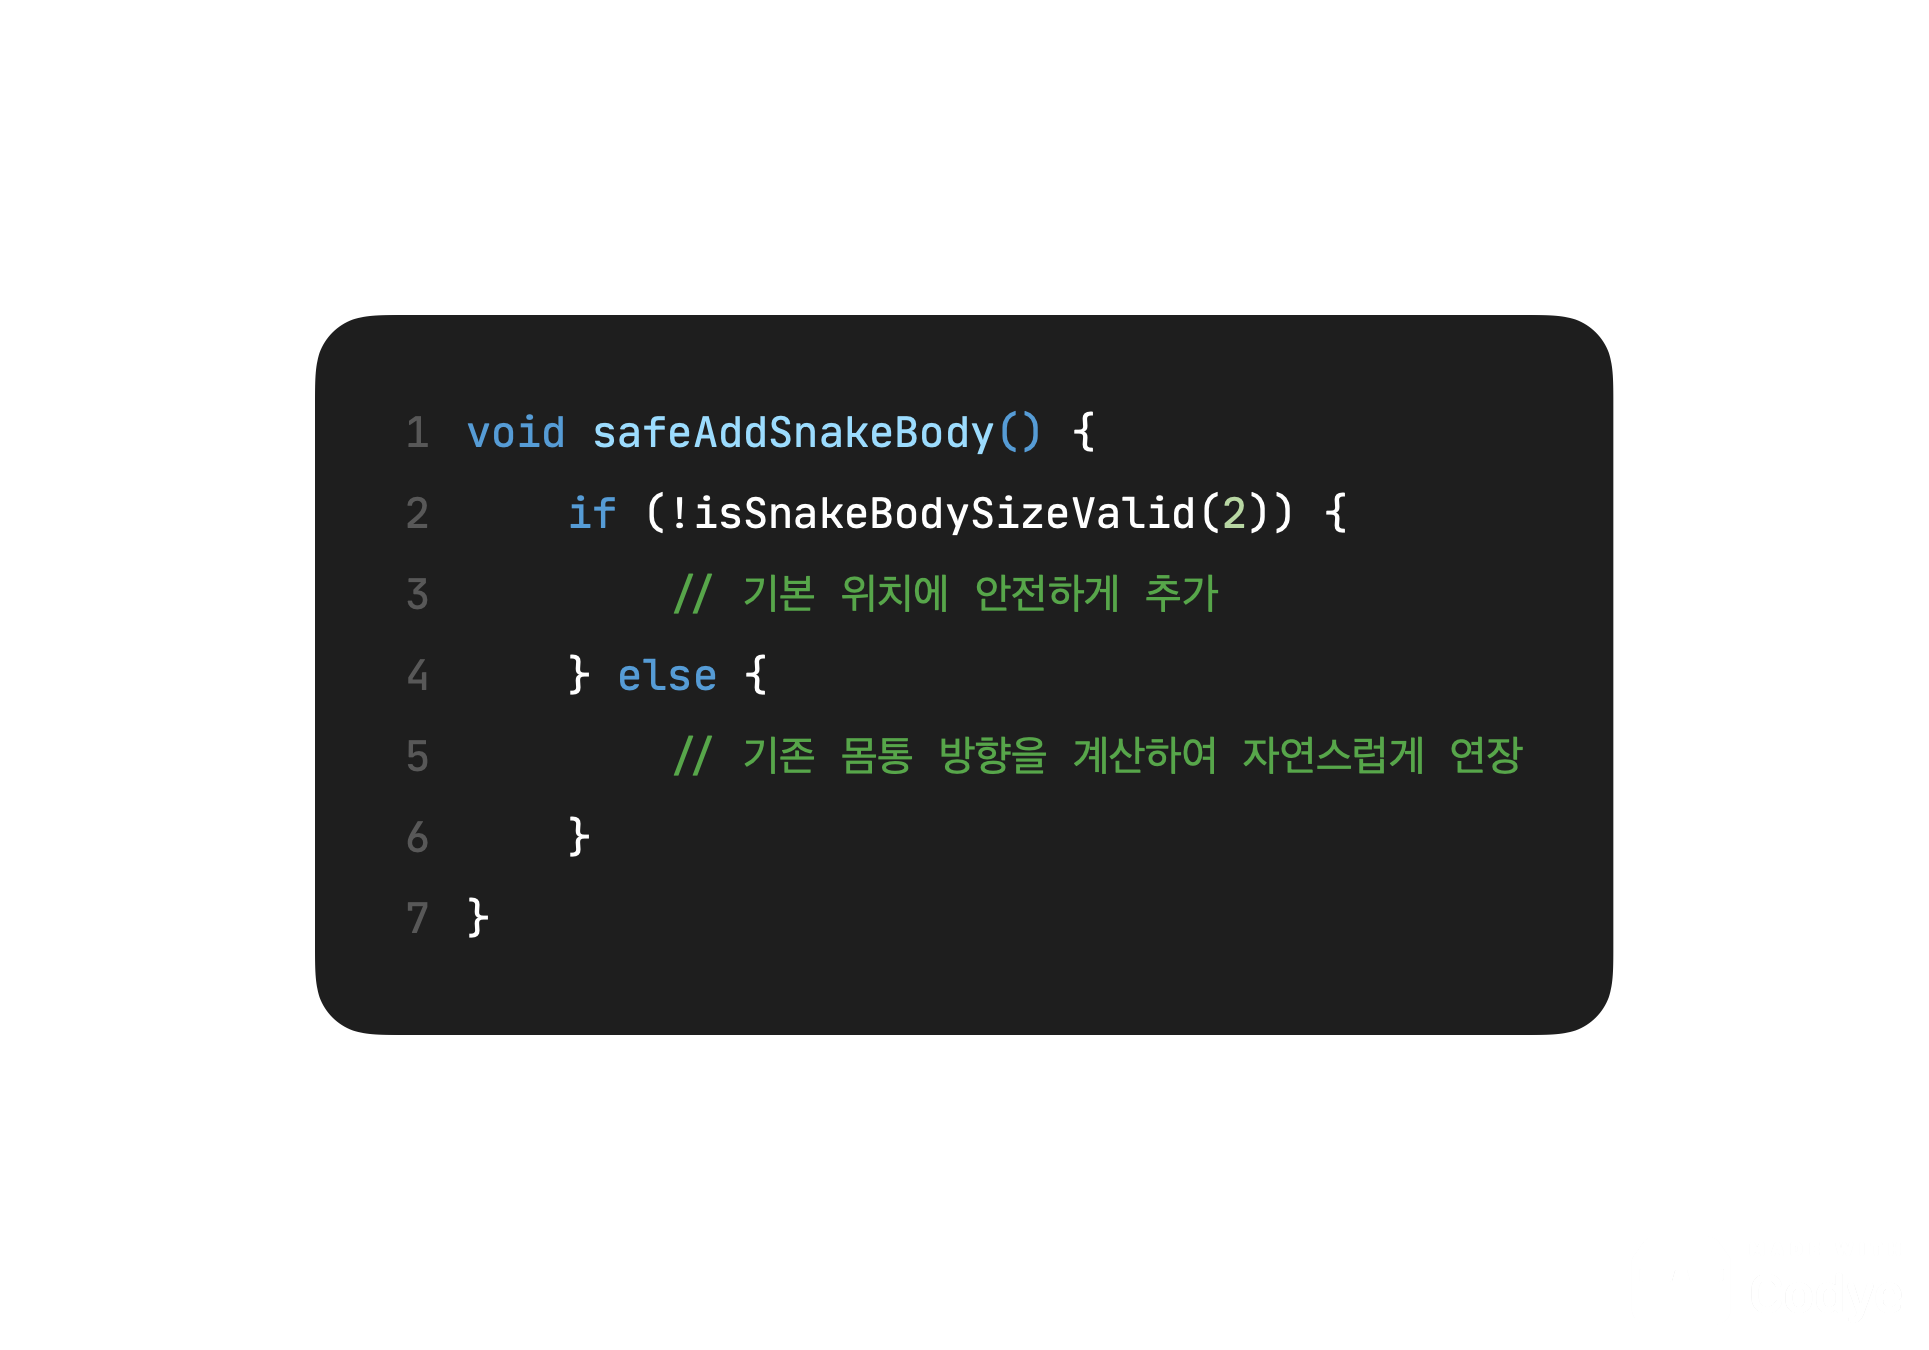 1 void safeAddSnakeBody() {
2     if (!isSnakeBodySizeValid(2)) {
3         // 기본 위치에 안전하게 추가
4     } else {
5         // 기존 몸통 방향을 계산하여 자연스럽게 연장
6     }
7 }